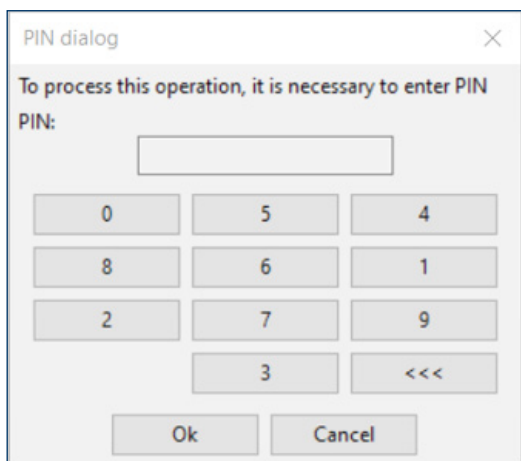 PIN dialog
To process this operation, it is necessary to enter PIN
PIN:
0 5 4
8 6 1
2 7 9
3 <<<
Ok Cancel